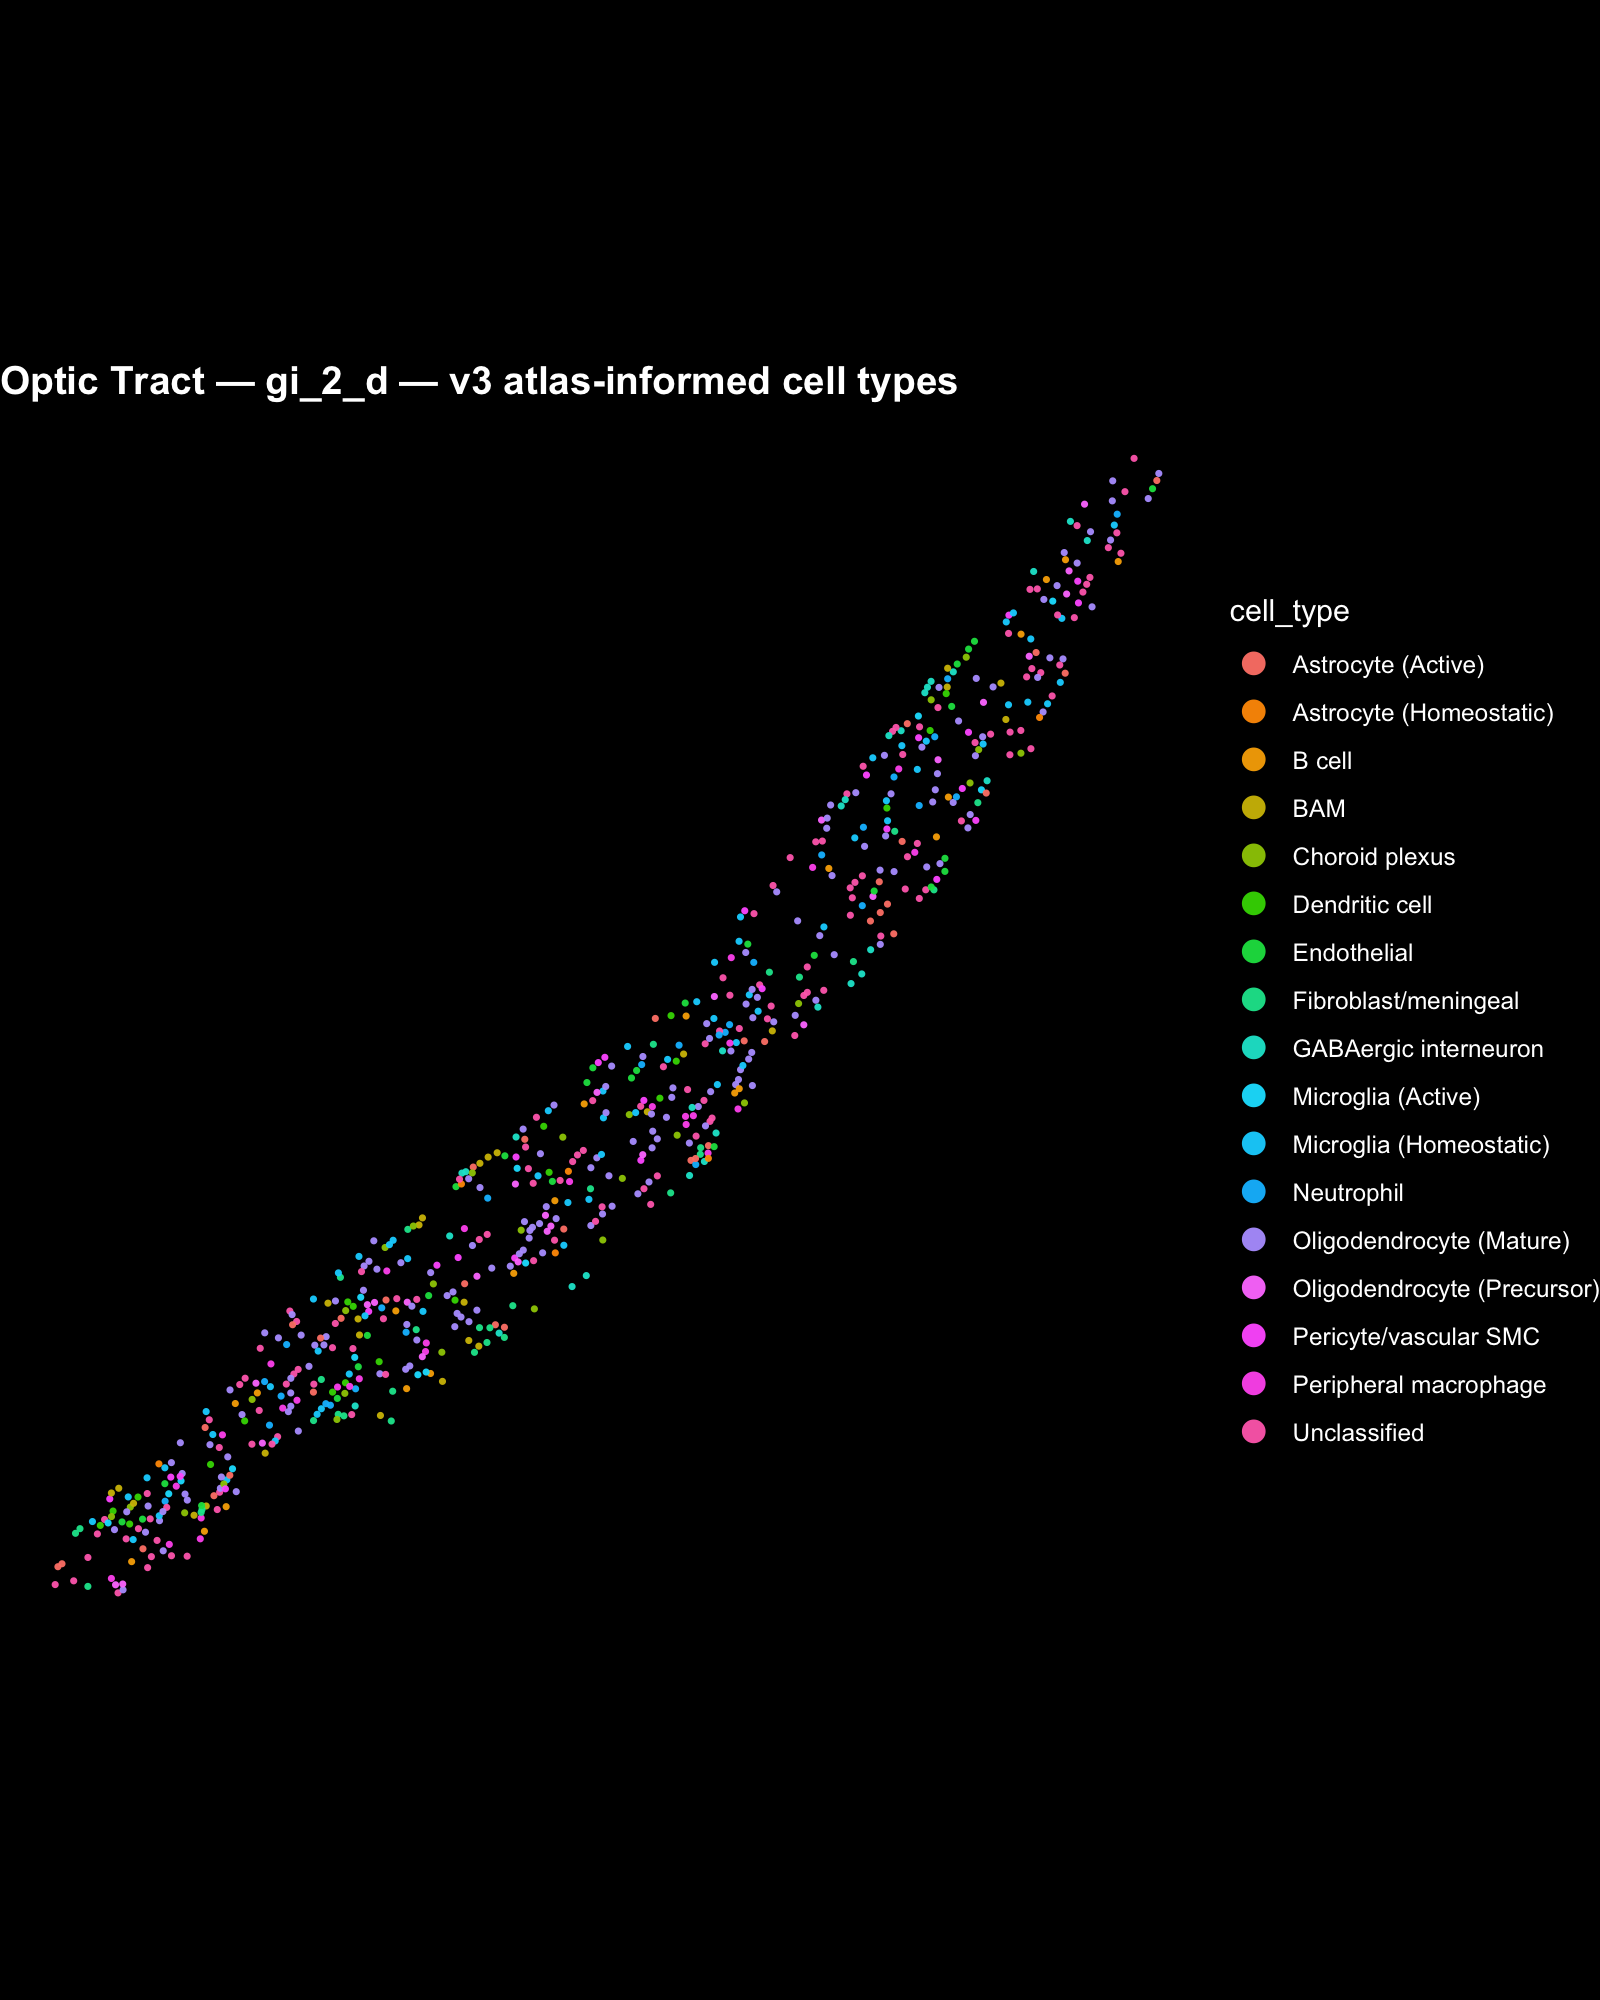 Optic Tract — gi_2_d — v3 atlas-informed cell types
cell_type
Astrocyte (Active)
Astrocyte (Homeostatic)
B cell
BAM
Choroid plexus
Dendritic cell
Endothelial
Fibroblast/meningeal
GABAergic interneuron
Microglia (Active)
Microglia (Homeostatic)
Neutrophil
Oligodendrocyte (Mature)
Oligodendrocyte (Precursor)
Pericyte/vascular SMC
Peripheral macrophage
Unclassified